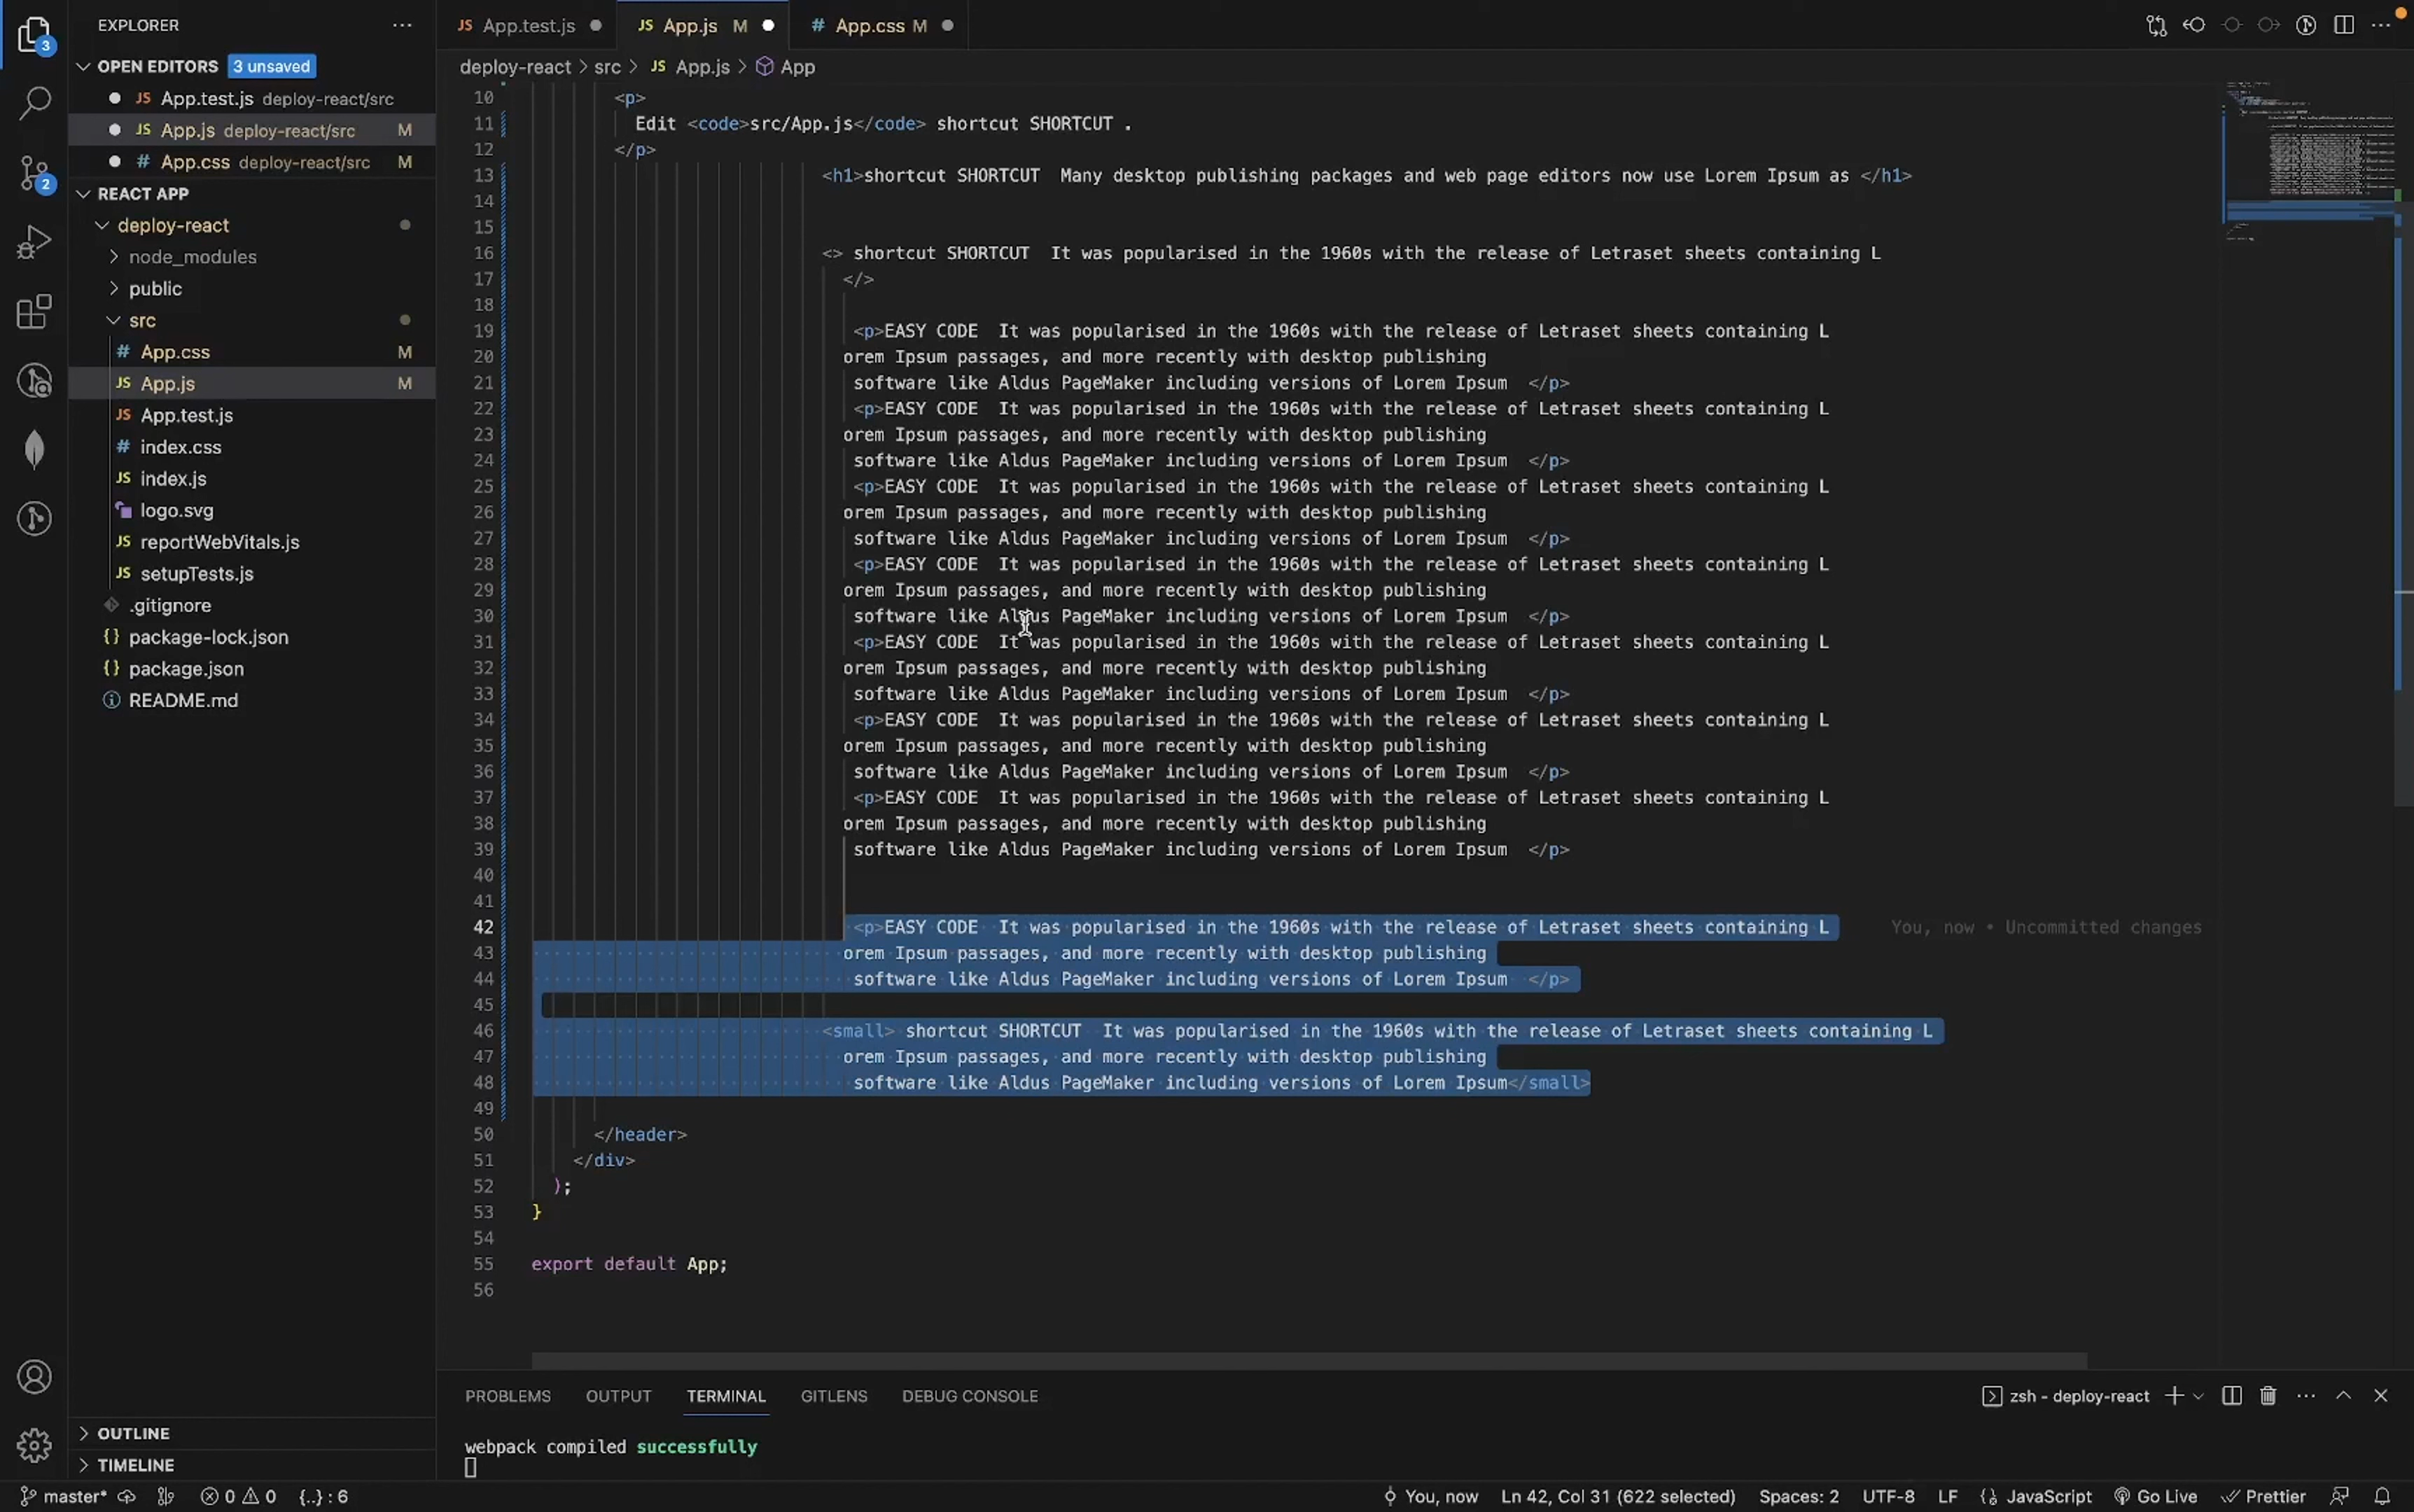 EXPLORER
App.test.js
App.js M
App.css M
3
OPEN EDITORS 3 unsaved
deploy-react > src > JS App.js > App
JS App.test.js deploy-react/src
JS App.js deploy-react/src M
# App.css deploy-react/src M
2
REACT APP
deploy-react
node_modules
public
src
# App.css M
JS App.js M
JS App.test.js
# index.css
JS index.js
logo.svg
JS reportWebVitals.js
JS setupTests.js
.gitignore
{} package-lock.json
{} package.json
README.md
OUTLINE
TIMELINE
10 <p>
11 Edit <code>src/App.js</code> shortcut SHORTCUT .
12 </p>
13 <h1>shortcut SHORTCUT  Many desktop publishing packages and web page editors now use Lorem Ipsum as </h1>
14
15
16 <> shortcut SHORTCUT  It was popularised in the 1960s with the release of Letraset sheets containing L
17 </>
18
19 <p>EASY CODE  It was popularised in the 1960s with the release of Letraset sheets containing L
20 orem Ipsum passages, and more recently with desktop publishing
21 software like Aldus PageMaker including versions of Lorem Ipsum  </p>
22 <p>EASY CODE  It was popularised in the 1960s with the release of Letraset sheets containing L
23 orem Ipsum passages, and more recently with desktop publishing
24 software like Aldus PageMaker including versions of Lorem Ipsum  </p>
25 <p>EASY CODE  It was popularised in the 1960s with the release of Letraset sheets containing L
26 orem Ipsum passages, and more recently with desktop publishing
27 software like Aldus PageMaker including versions of Lorem Ipsum  </p>
28 <p>EASY CODE  It was popularised in the 1960s with the release of Letraset sheets containing L
29 orem Ipsum passages, and more recently with desktop publishing
30 software like Aldus PageMaker including versions of Lorem Ipsum  </p>
31 <p>EASY CODE  It was popularised in the 1960s with the release of Letraset sheets containing L
32 orem Ipsum passages, and more recently with desktop publishing
33 software like Aldus PageMaker including versions of Lorem Ipsum  </p>
34 <p>EASY CODE  It was popularised in the 1960s with the release of Letraset sheets containing L
35 orem Ipsum passages, and more recently with desktop publishing
36 software like Aldus PageMaker including versions of Lorem Ipsum  </p>
37 <p>EASY CODE  It was popularised in the 1960s with the release of Letraset sheets containing L
38 orem Ipsum passages, and more recently with desktop publishing
39 software like Aldus PageMaker including versions of Lorem Ipsum  </p>
40
41
42 <p>EASY CODE  It was popularised in the 1960s with the release of Letraset sheets containing L You, now • Uncommitted changes
43 orem Ipsum passages, and more recently with desktop publishing
44 software like Aldus PageMaker including versions of Lorem Ipsum  </p>
45
46 <small> shortcut SHORTCUT  It was popularised in the 1960s with the release of Letraset sheets containing L
47 orem Ipsum passages, and more recently with desktop publishing
48 software like Aldus PageMaker including versions of Lorem Ipsum</small>
49
50 </header>
51 </div>
52 );
53 }
54
55 export default App;
56
PROBLEMS OUTPUT TERMINAL GITLENS DEBUG CONSOLE zsh - deploy-react
webpack compiled successfully
master* 0 0 {..} : 6 You, now Ln 42, Col 31 (622 selected) Spaces: 2 UTF-8 LF JavaScript Go Live Prettier